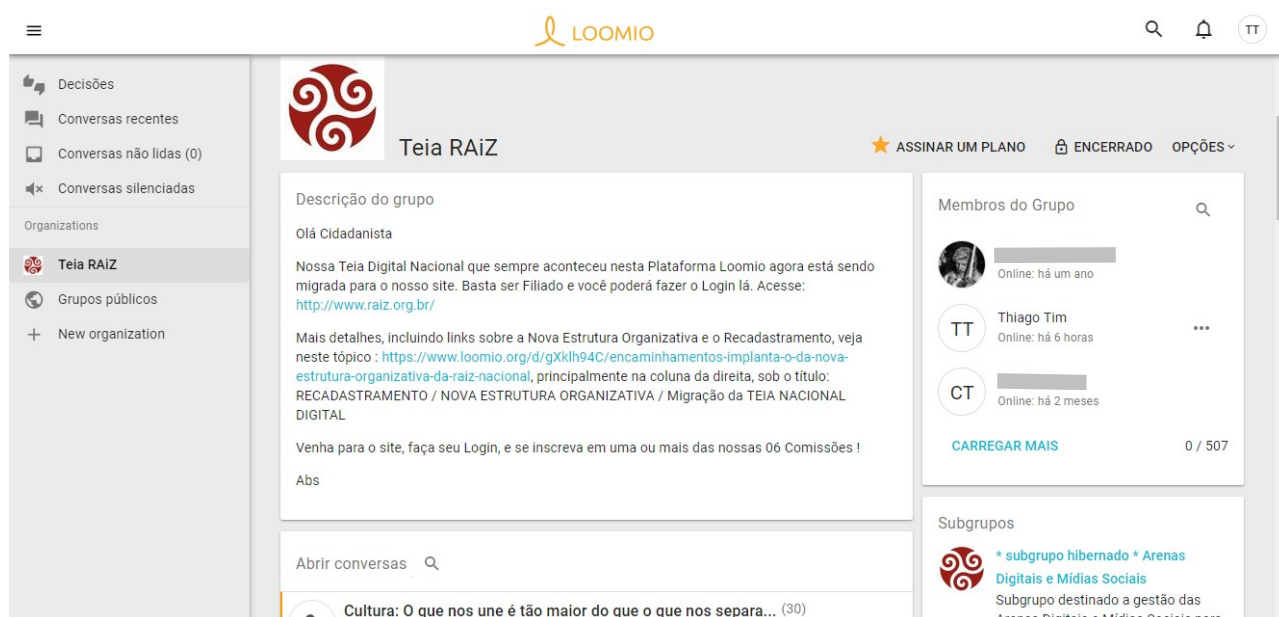 LOOMIO
TT
Decisões
Conversas recentes
Conversas não lidas (0)
Conversas silenciadas
Organizations
Teia RAiZ
Grupos públicos
New organization
Teia RAiZ
ASSINAR UM PLANO
ENCERRADO
OPÇÕES
Descrição do grupo
Olá Cidadanista
Nossa Teia Digital Nacional que sempre aconteceu nesta Plataforma Loomio agora está sendo
migrada para o nosso site. Basta ser Filiado e você poderá fazer o Login lá. Acesse:
http://www.raiz.org.br/
Mais detalhes, incluindo links sobre a Nova Estrutura Organizativa e o Recadastramento, veja
neste tópico : https://www.loomio.org/d/gXklh94C/encaminhamentos-implanta-o-da-nova-
estrutura-organizativa-da-raiz-nacional, principalmente na coluna da direita, sob o título:
RECADASTRAMENTO / NOVA ESTRUTURA ORGANIZATIVA / Migração da TEIA NACIONAL
DIGITAL
Venha para o site, faça seu Login, e se inscreva em uma ou mais das nossas 06 Comissões !
Abs
Abrir conversas
Cultura: O que nos une é tão maior do que o que nos separa... (30)
Membros do Grupo
Online: há um ano
TT
Thiago Tim
Online: há 6 horas
CT
Online: há 2 meses
CARREGAR MAIS
0 / 507
Subgrupos
* subgrupo hibernado * Arenas
Digitais e Mídias Sociais
Subgrupo destinado a gestão das
Arenas Digitais e Mídias Sociais para